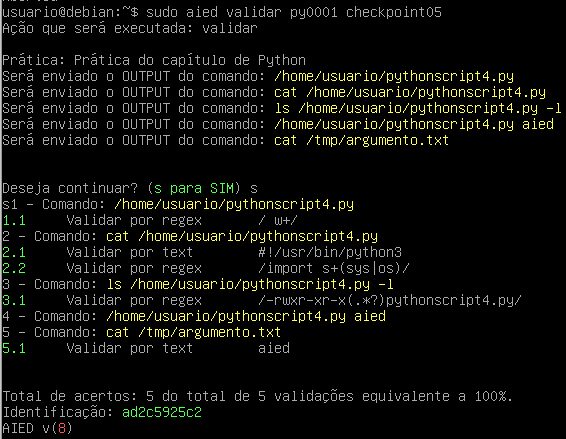 usuario@debian:~$ sudo aied validar py0001 checkpoint05
Ação que será executada: validar
Prática: Prática do capítulo de Python
Será enviado o OUTPUT do comando: /home/usuario/pythonscript4.py
Será enviado o OUTPUT do comando: cat /home/usuario/pythonscript4.py
Será enviado o OUTPUT do comando: ls /home/usuario/pythonscript4.py -l
Será enviado o OUTPUT do comando: /home/usuario/pythonscript4.py aied
Será enviado o OUTPUT do comando: cat /tmp/argumento.txt
Deseja continuar? (s para SIM) s
s1 - Comando: /home/usuario/pythonscript4.py
1.1 Validar por regex / w+/
2 - Comando: cat /home/usuario/pythonscript4.py
2.1 Validar por text #!/usr/bin/python3
2.2 Validar por regex /import s+(sys|os)/
3 - Comando: ls /home/usuario/pythonscript4.py -l
3.1 Validar por regex /-rwxr-xr-x(.*?)pythonscript4.py/
4 - Comando: /home/usuario/pythonscript4.py aied
5 - Comando: cat /tmp/argumento.txt
5.1 Validar por text aied
Total de acertos: 5 do total de 5 validações equivalente a 100%.
Identificação: ad2c5925c2
AIED v(8)